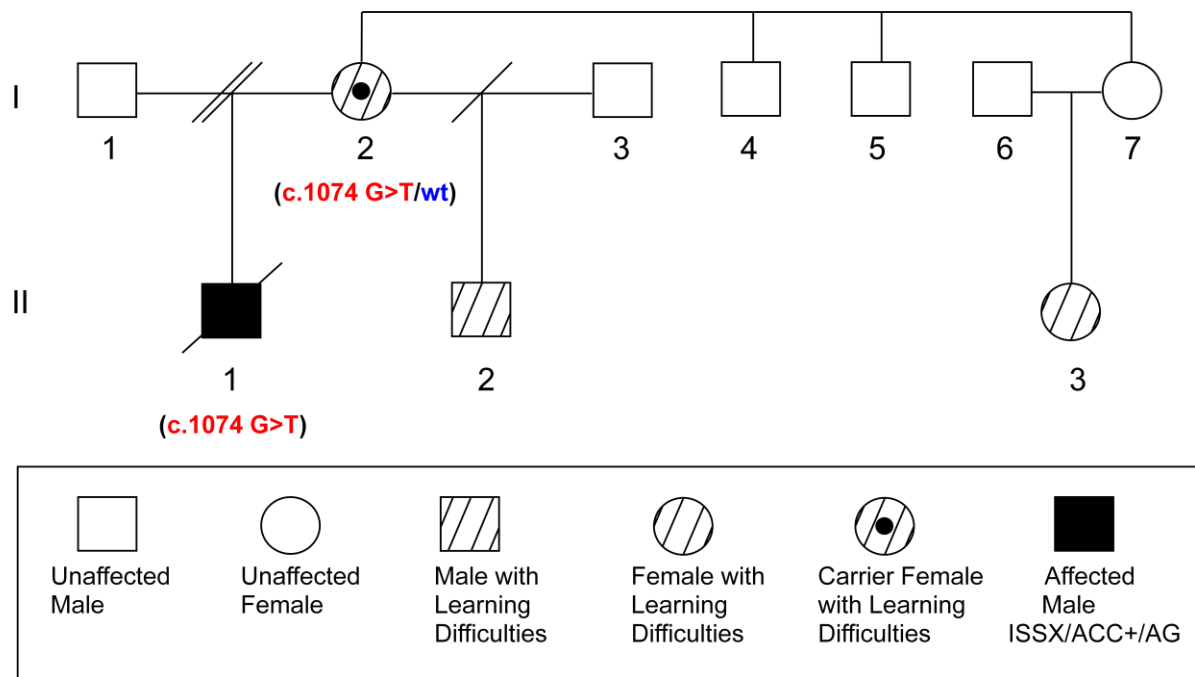 I
1
2
3
4
5
6
7
(c.1074 G>T/wt)
II
1
2
3
(c.1074 G>T)
Unaffected
Male
Unaffected
Female
Male with
Learning
Difficulties
Female with
Learning
Difficulties
Carrier Female
with Learning
Difficulties
Affected
Male
ISSX/ACC+/AG